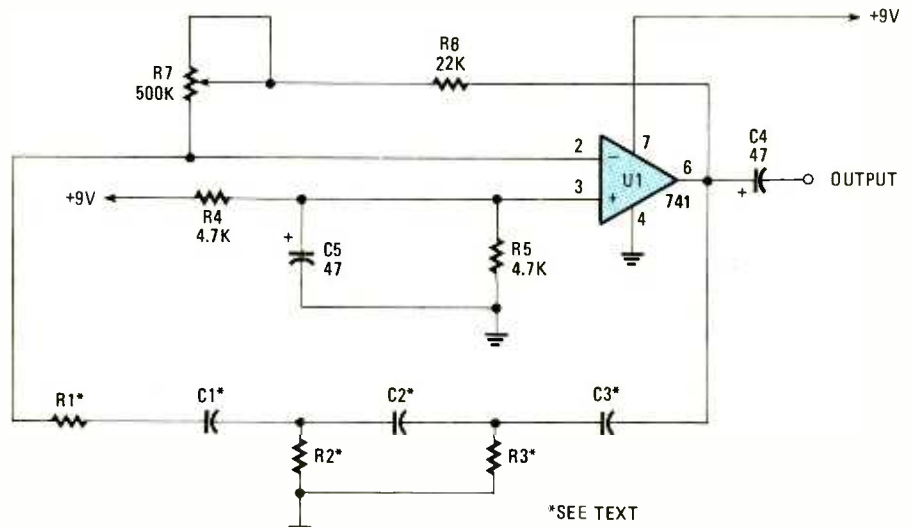 +9V
R7
500K
R6
22K
2
7
6
C4
47
+
OUTPUT
+9V
R4
4.7K
3
−
+
U1
741
4
+
C5
47
R5
4.7K
R1*
C1*
C2*
C3*
R2*
R3*
*SEE TEXT